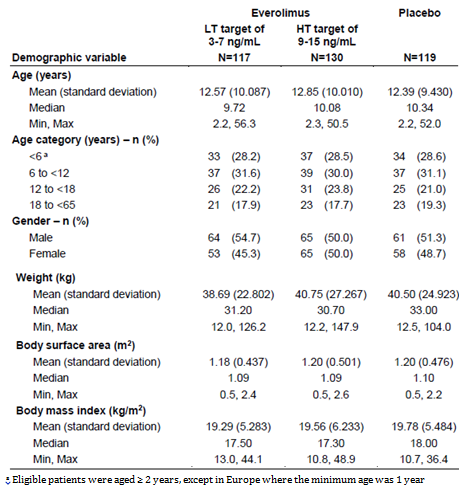 Everolimus Placebo
LT target of HT target of
3-7 ng/mL 9-15 ng/mL
Demographic variable N=117 N=130 N=119
Age (years)
Mean (standard deviation) 12.57 (10.087) 12.85 (10.010) 12.39 (9.430)
Median 9.72 10.08 10.34
Min, Max 2.2, 56.3 2.3, 50.5 2.2, 52.0
Age category (years) – n (%)
<6 a 33 (28.2) 37 (28.5) 34 (28.6)
6 to <12 37 (31.6) 39 (30.0) 37 (31.1)
12 to <18 26 (22.2) 31 (23.8) 25 (21.0)
18 to <65 21 (17.9) 23 (17.7) 23 (19.3)
Gender – n (%)
Male 64 (54.7) 65 (50.0) 61 (51.3)
Female 53 (45.3) 65 (50.0) 58 (48.7)
Weight (kg)
Mean (standard deviation) 38.69 (22.802) 40.75 (27.267) 40.50 (24.923)
Median 31.20 30.70 33.00
Min, Max 12.0, 126.2 12.2, 147.9 12.5, 104.0
Body surface area (m²)
Mean (standard deviation) 1.18 (0.437) 1.20 (0.501) 1.20 (0.476)
Median 1.09 1.09 1.10
Min, Max 0.5, 2.4 0.5, 2.6 0.5, 2.2
Body mass index (kg/m²)
Mean (standard deviation) 19.29 (5.283) 19.56 (6.233) 19.78 (5.484)
Median 17.50 17.30 18.00
Min, Max 13.0, 44.1 10.8, 48.9 10.7, 36.4
a Eligible patients were aged ≥ 2 years, except in Europe where the minimum age was 1 year